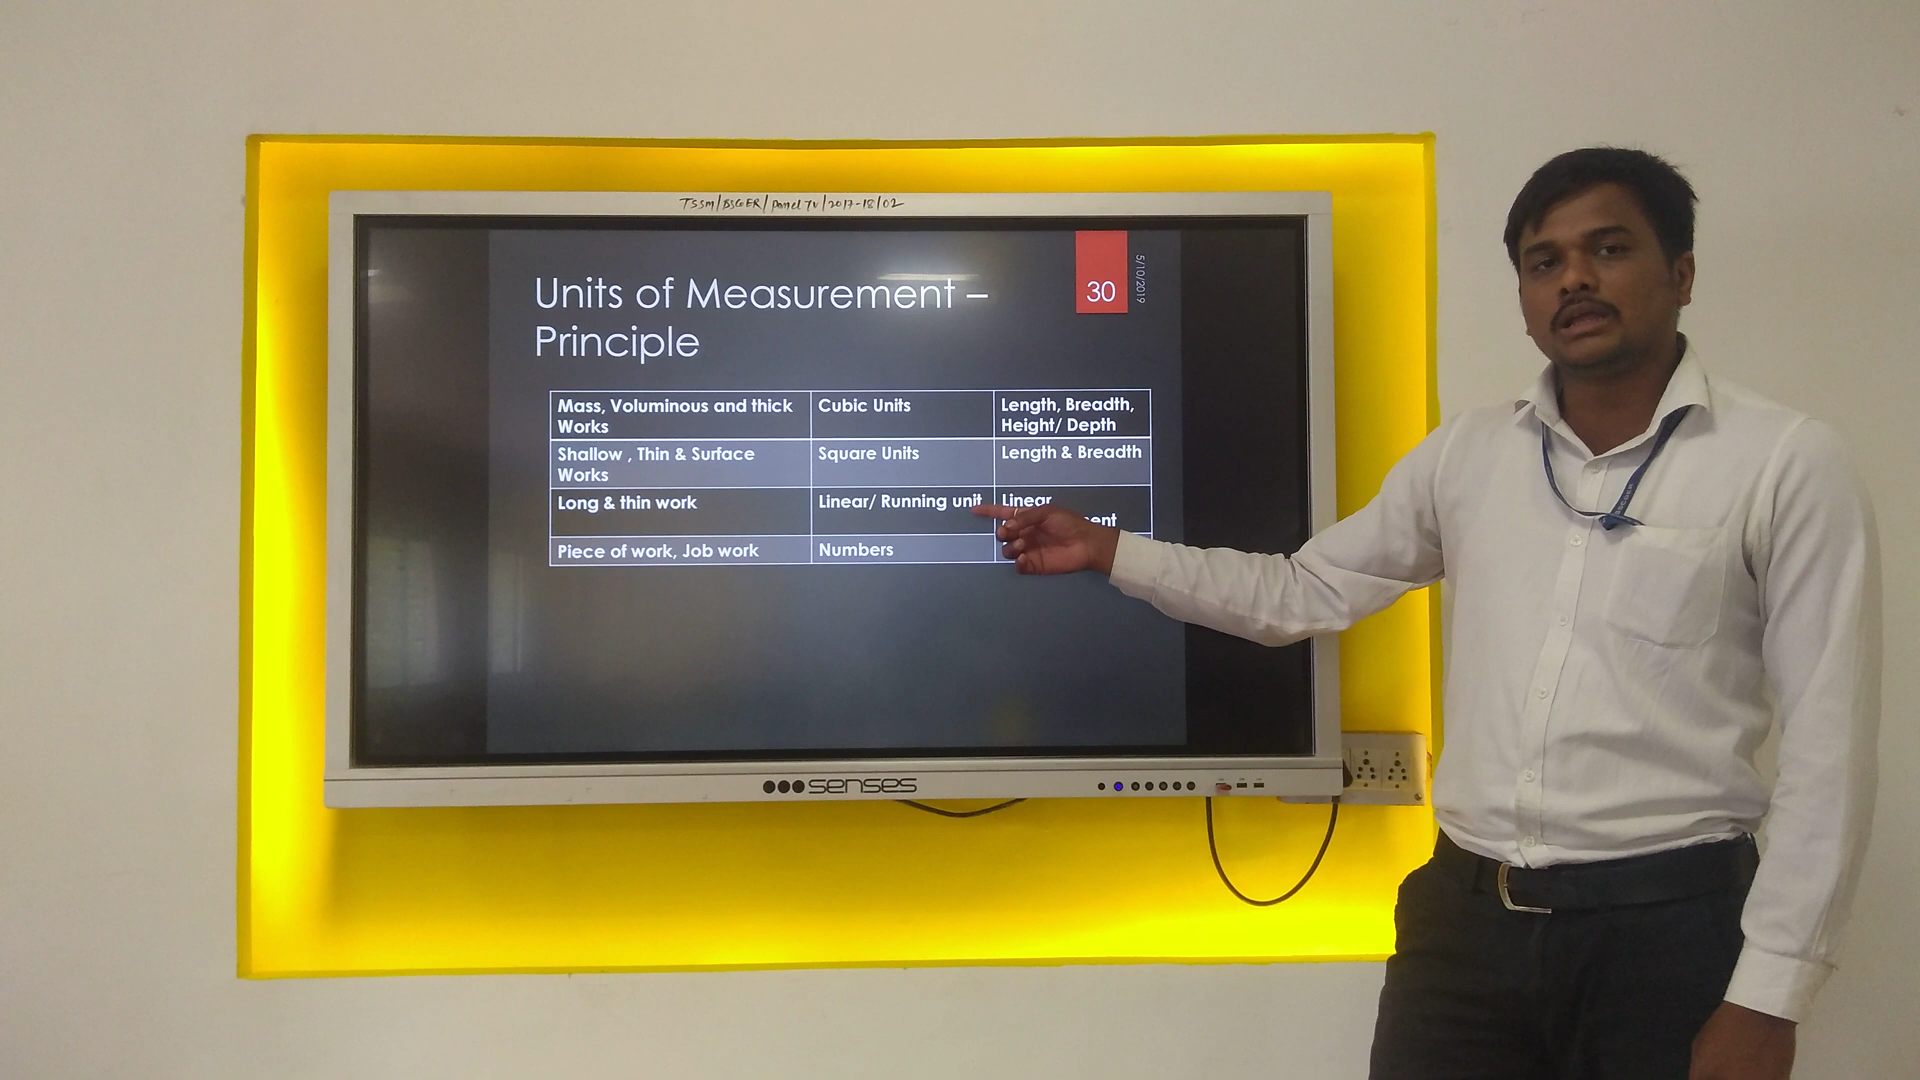 TSSM/BSCOER/Panel TV/2017-18/02
30
5/10/2019
Units of Measurement –
Principle
Mass, Voluminous and thick
Works
Cubic Units
Length, Breadth,
Height/ Depth
Shallow , Thin & Surface
Works
Square Units
Length & Breadth
Long & thin work
Linear/ Running unit
Linear
Piece of work, Job work
Numbers
senses